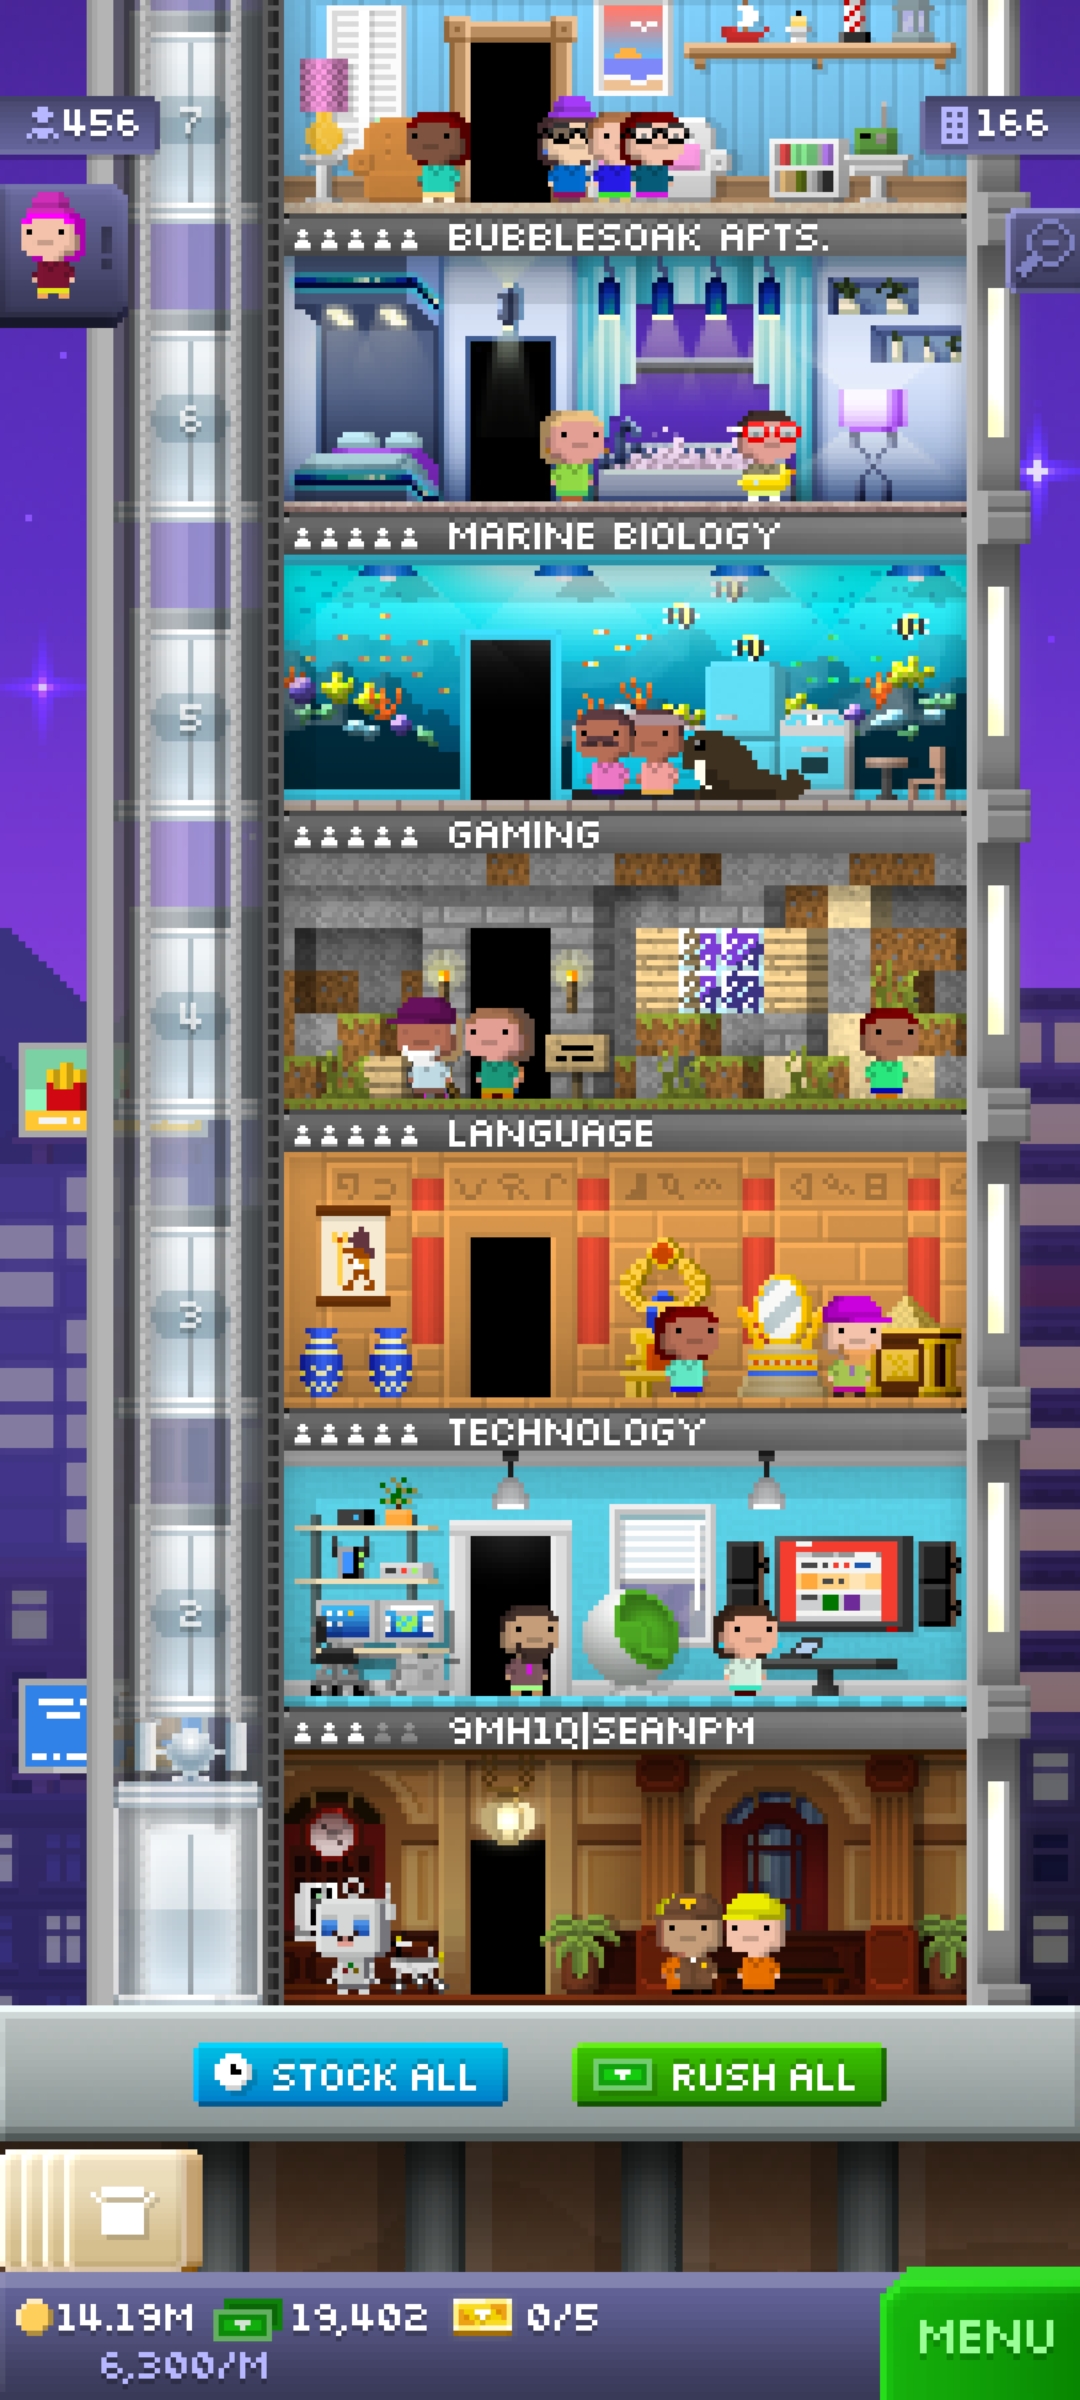 7
456
166
!
BUBBLESOAK APTS.
6
MARINE BIOLOGY
5
GAMING
4
LANGUAGE
3
TECHNOLOGY
2
9MH1Q|SEANPM
1
STOCK ALL
RUSH ALL
14.19M
19,402
0/5
6,300/M
MENU